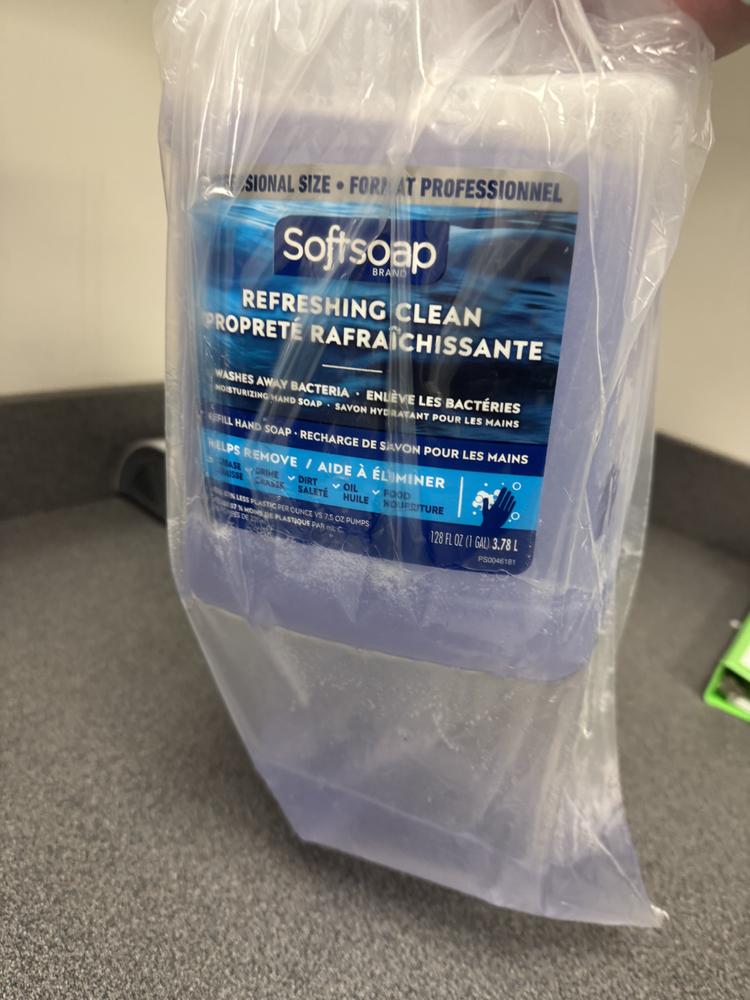 SIONAL SIZE • FORMAT PROFESSIONNEL
Softsoap
BRAND
REFRESHING CLEAN
PROPRETÉ RAFRAÎCHISSANTE
WASHES AWAY BACTERIA · ENLÈVE LES BACTÉRIES
MOISTURIZING HAND SOAP · SAVON HYDRATANT POUR LES MAINS
REFILL HAND SOAP · RECHARGE DE SAVON POUR LES MAINS
HELPS REMOVE / AIDE À ÉLIMINER
GRIME DIRT OIL FOOD
CRASSE SALETÉ HUILE NOURRITURE
LESS PLASTIC PER OUNCE VS 7.5 OZ PUMPS
57 % MOINS DE PLASTIQUE PAR mL C.
128 FL OZ (1 GAL) 3.78 L
PS0046181